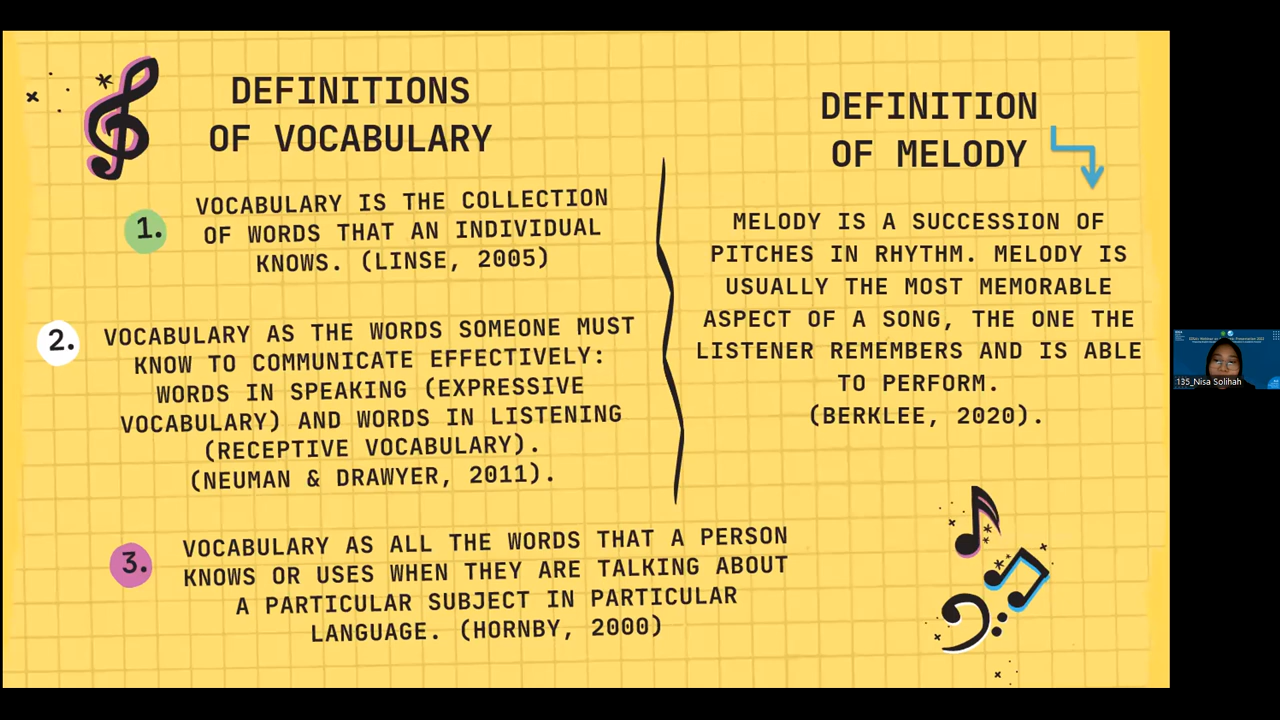 DEFINITIONS
OF VOCABULARY
1.
VOCABULARY IS THE COLLECTION
OF WORDS THAT AN INDIVIDUAL
KNOWS. (LINSE, 2005)
2.
VOCABULARY AS THE WORDS SOMEONE MUST
KNOW TO COMMUNICATE EFFECTIVELY:
WORDS IN SPEAKING (EXPRESSIVE
VOCABULARY) AND WORDS IN LISTENING
(RECEPTIVE VOCABULARY).
(NEUMAN & DRAWYER, 2011).
3.
VOCABULARY AS ALL THE WORDS THAT A PERSON
KNOWS OR USES WHEN THEY ARE TALKING ABOUT
A PARTICULAR SUBJECT IN PARTICULAR
LANGUAGE. (HORNBY, 2000)
DEFINITION
OF MELODY
MELODY IS A SUCCESSION OF
PITCHES IN RHYTHM. MELODY IS
USUALLY THE MOST MEMORABLE
ASPECT OF A SONG, THE ONE THE
LISTENER REMEMBERS AND IS ABLE
TO PERFORM.
(BERKLEE, 2020).
135_Nisa Solihah